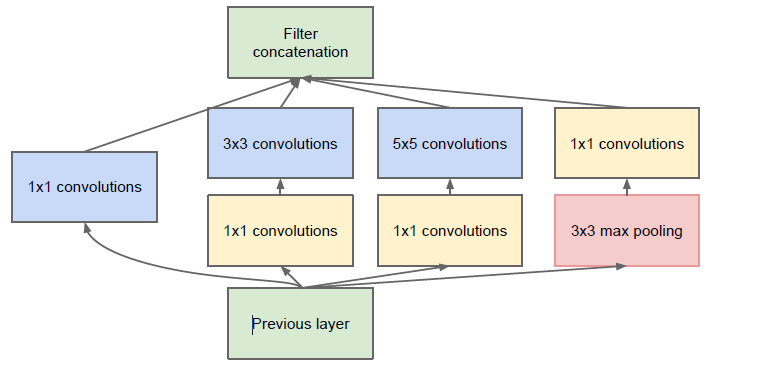 Filter
concatenation
3x3 convolutions
5x5 convolutions
1x1 convolutions
1x1 convolutions
1x1 convolutions
1x1 convolutions
3x3 max pooling
Previous layer